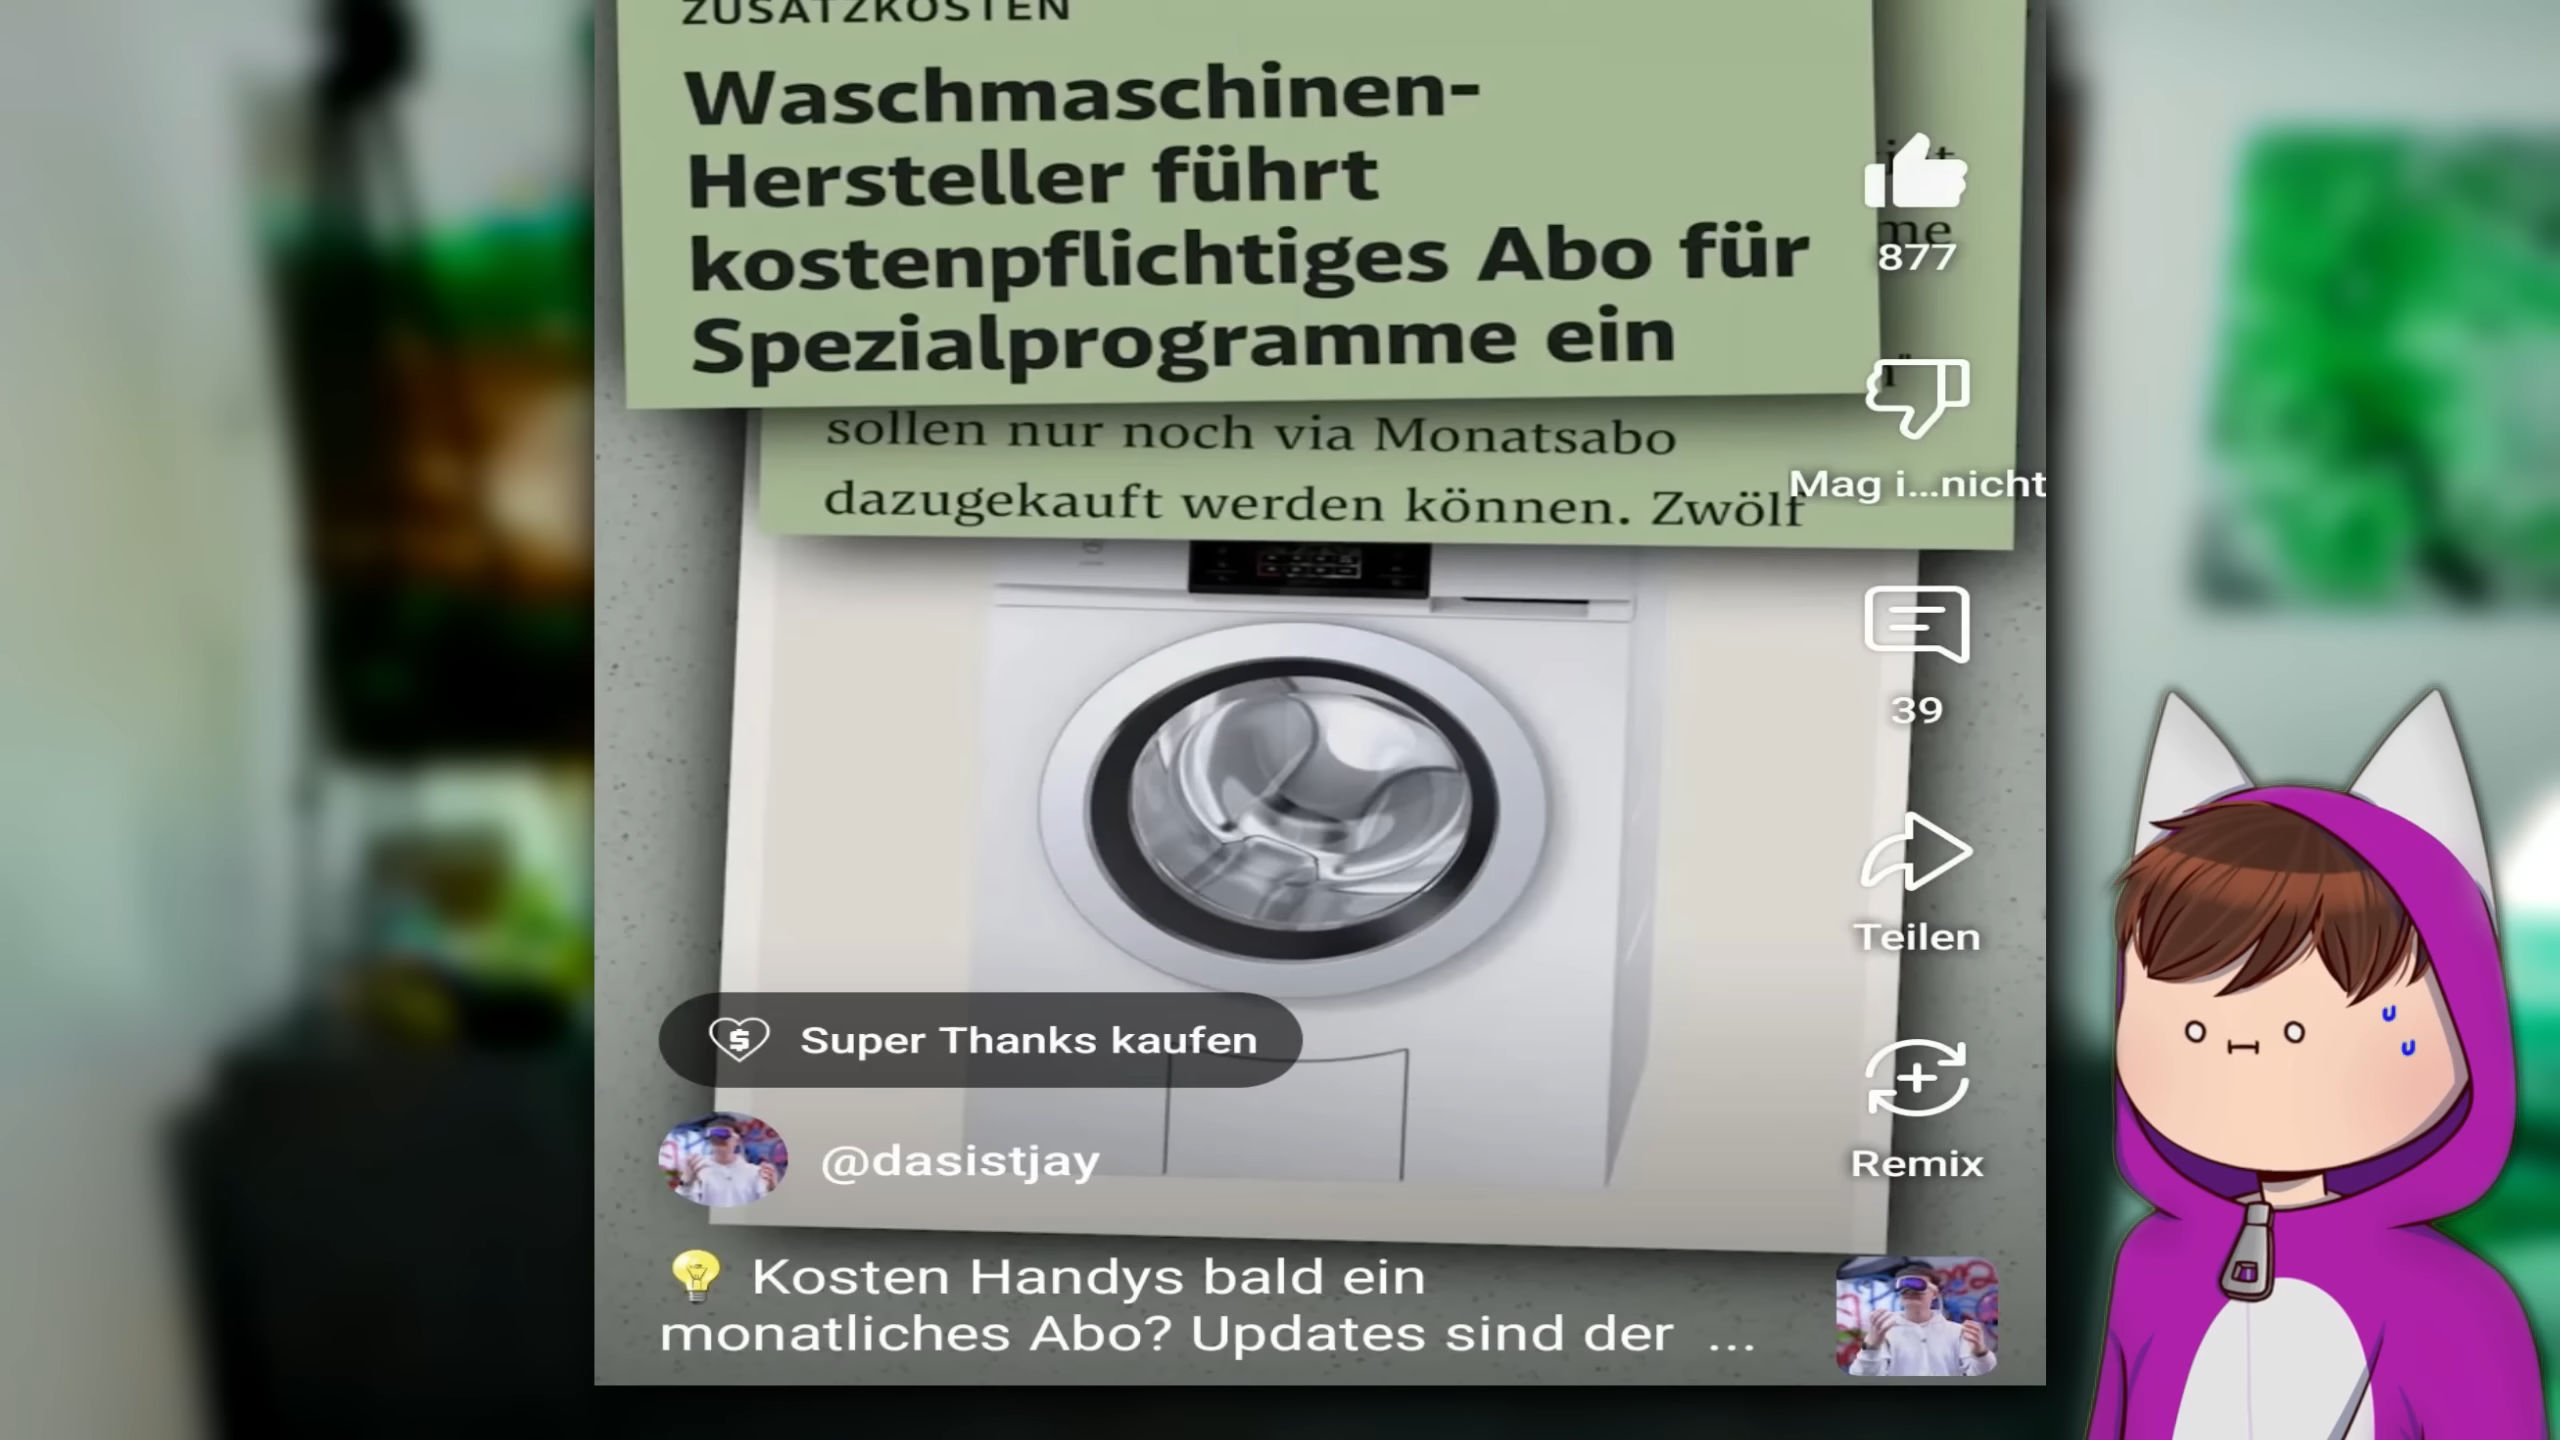 ZUSATZKOSTEN
Waschmaschinen-
Hersteller führt
kostenpflichtiges Abo für
Spezialprogramme ein
me
877
sollen nur noch via Monatsabo
dazugekauft werden können. Zwölf
Mag i...nicht
39
Teilen
Super Thanks kaufen
@dasistjay
Remix
💡 Kosten Handys bald ein
monatliches Abo? Updates sind der ...